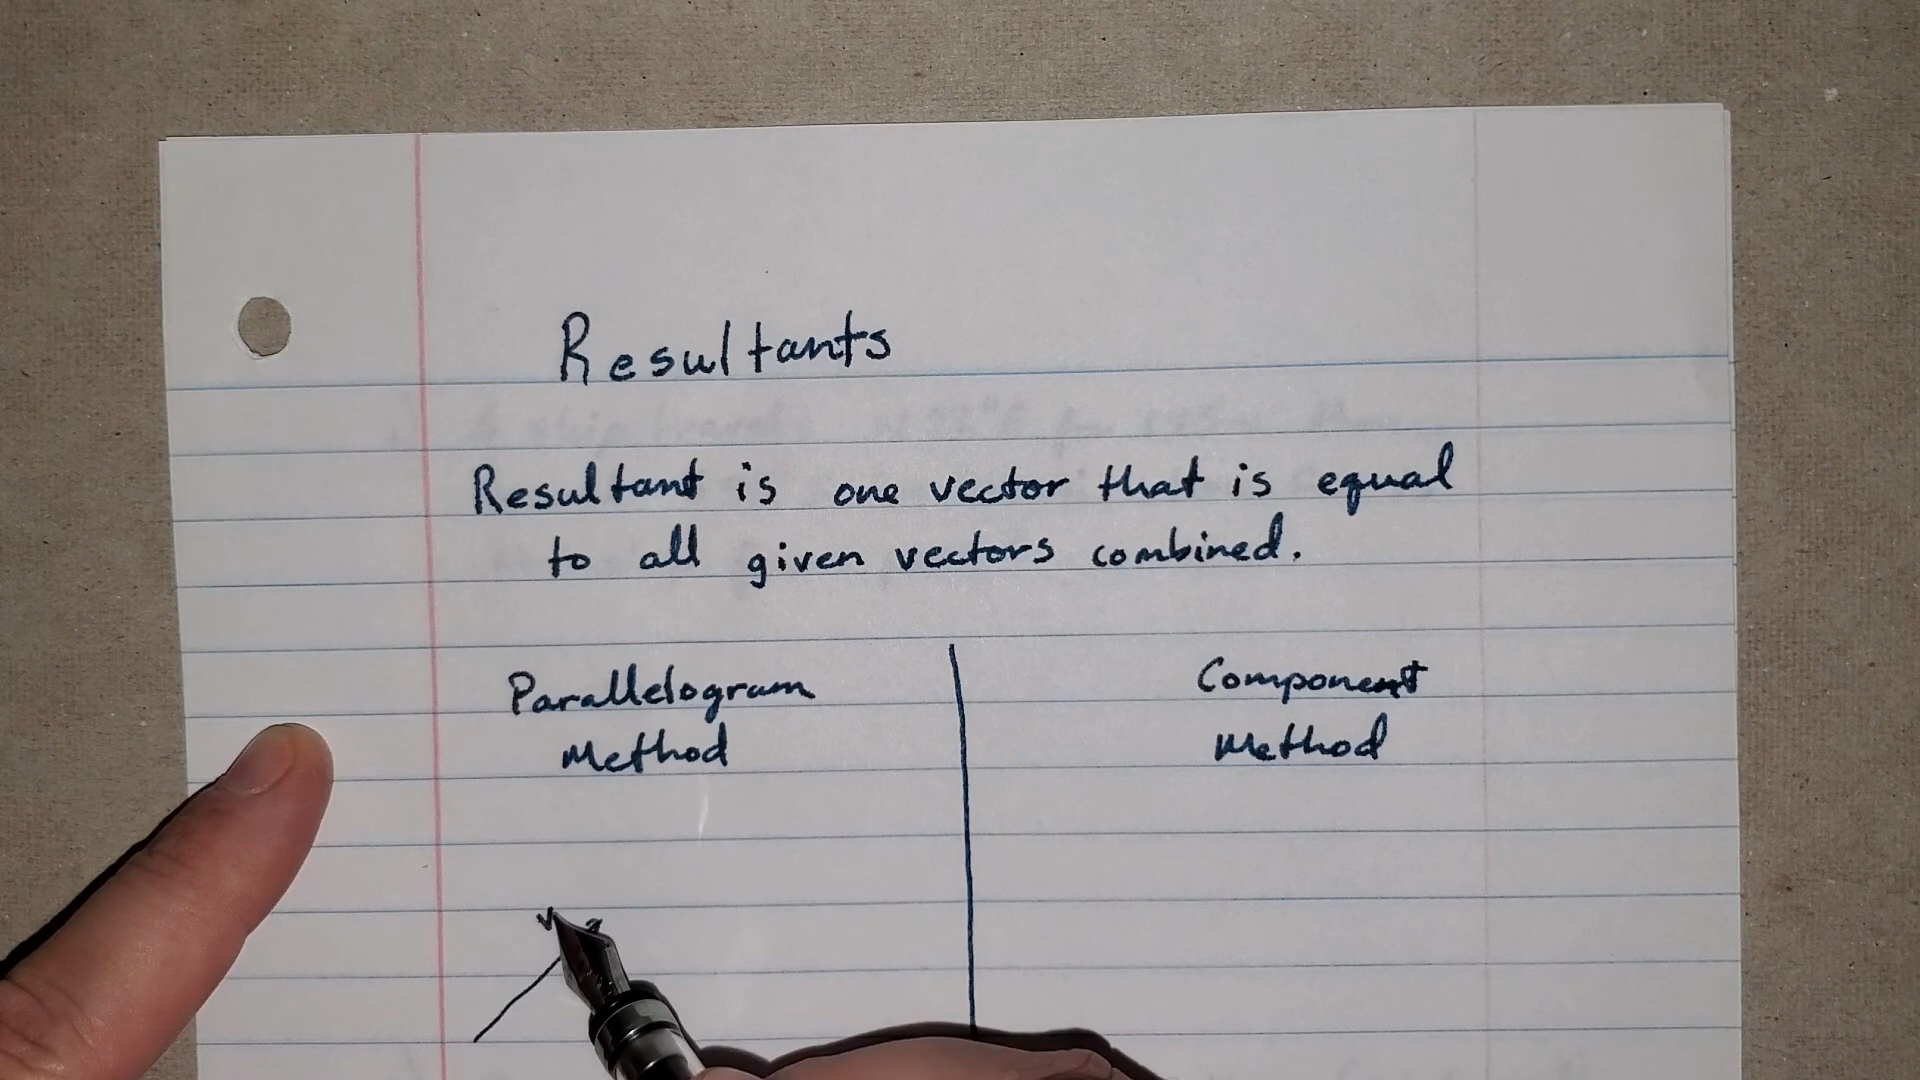 Resultants
Resultant is one vector that is equal
to all given vectors combined.
Parallelogram
Method
Component
Method